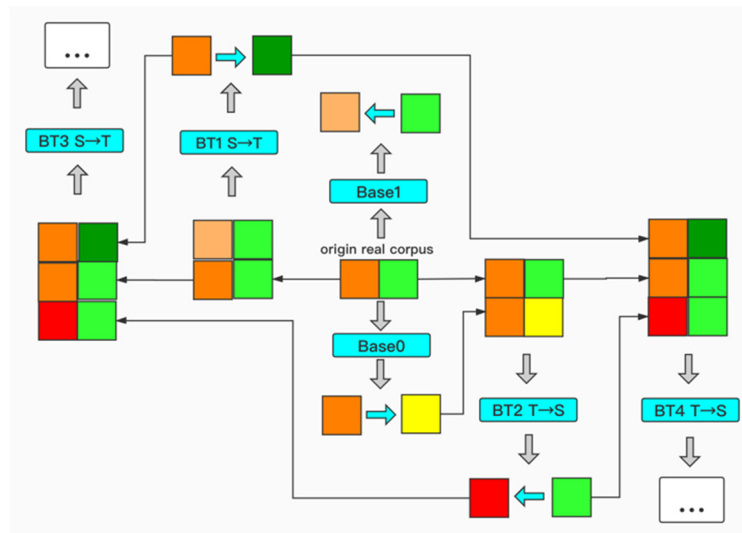 ...
BT3 S→T
BT1 S→T
Base1
origin real corpus
Base0
BT2 T→S
BT4 T→S
...